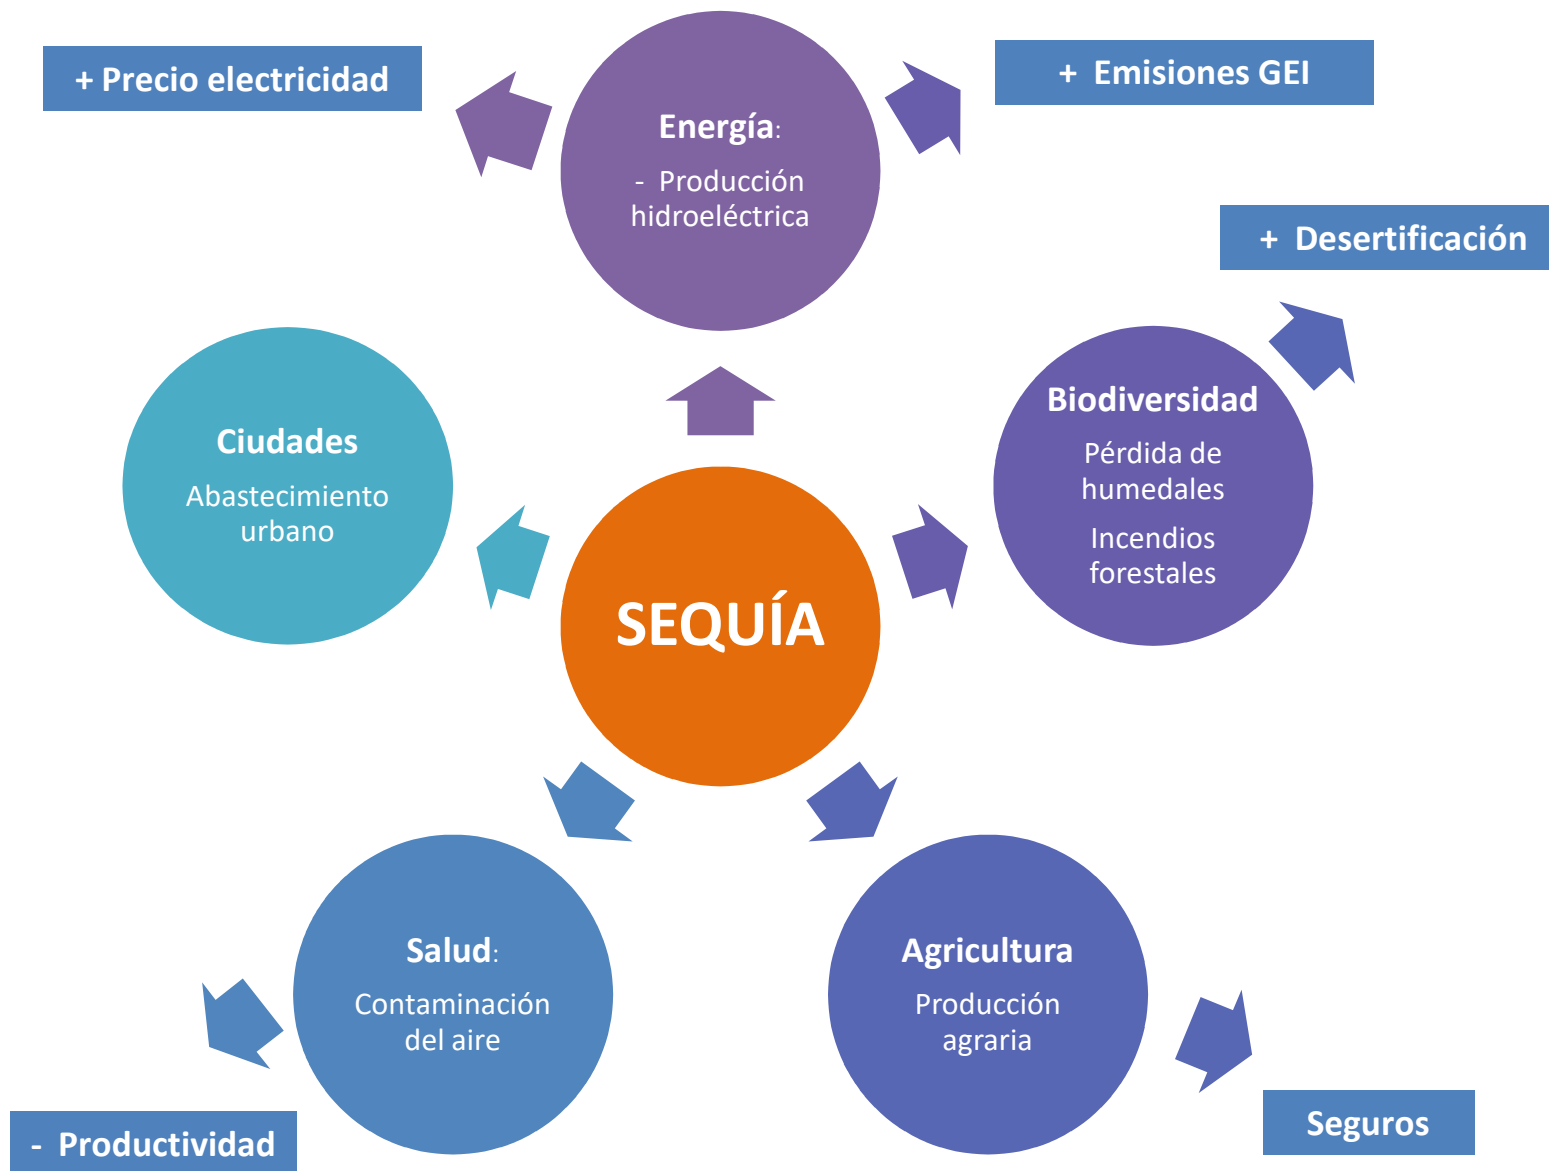 + Precio electricidad
+ Emisiones GEI
Energía:
- Producción
hidroeléctrica
+ Desertificación
Ciudades
Abastecimiento
urbano
Biodiversidad
Pérdida de
humedales
Incendios
forestales
SEQUÍA
Salud:
Contaminación
del aire
Agricultura
Producción
agraria
- Productividad
Seguros